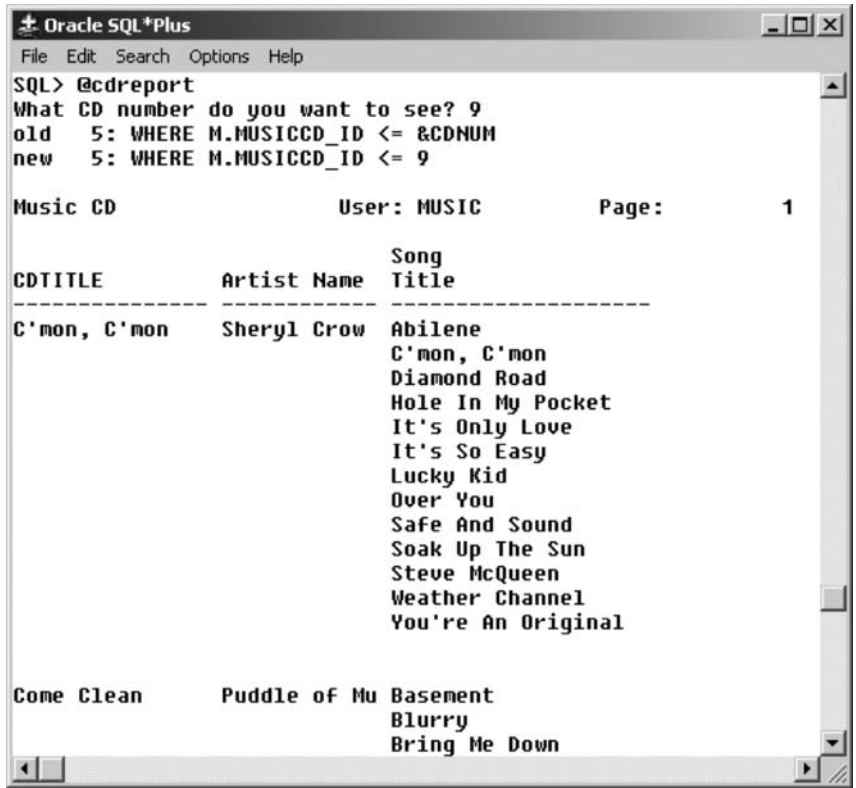 Oracle SQL*Plus
File Edit Search Options Help
SQL> @cdreport
What CD number do you want to see? 9
old 5: WHERE M.MUSICCD_ID <= &CDNUM
new 5: WHERE M.MUSICCD_ID <= 9
Music CD User: MUSIC Page: 1
Song
CDTITLE Artist Name Title
--------------- ------------ --------------------
C'mon, C'mon Sheryl Crow Abilene
C'mon, C'mon
Diamond Road
Hole In My Pocket
It's Only Love
It's So Easy
Lucky Kid
Over You
Safe And Sound
Soak Up The Sun
Steve McQueen
Weather Channel
You're An Original
Come Clean Puddle of Mu Basement
Blurry
Bring Me Down